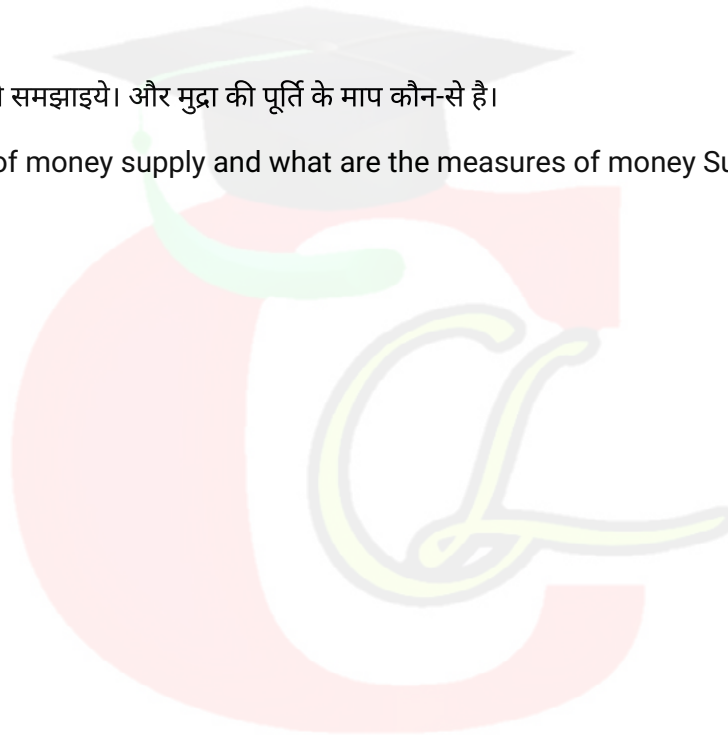 समझाइये। और मुद्रा की पूर्ति के माप कौन-से है।
of money supply and what are the measures of money Su